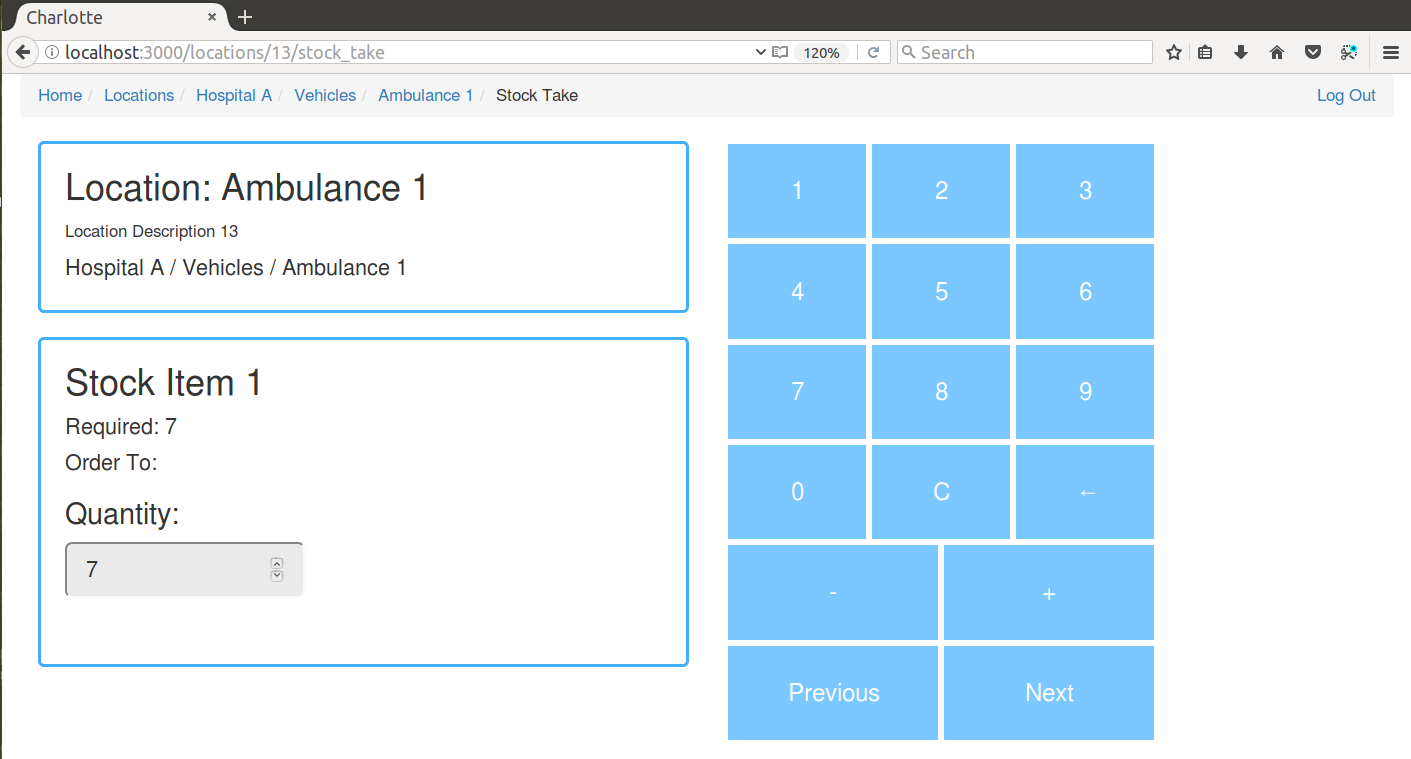 Charlotte
localhost:3000/locations/13/stock_take 120% Search
Home / Locations / Hospital A / Vehicles / Ambulance 1 / Stock Take Log Out
Location: Ambulance 1
Location Description 13
Hospital A / Vehicles / Ambulance 1
Stock Item 1
Required: 7
Order To:
Quantity:
7
1 2 3
4 5 6
7 8 9
0 C ←
- +
Previous Next